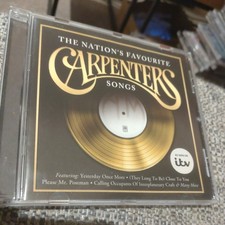 THE NATION'S FAVOURITE
CARPENTERS
SONGS
itv
Featuring: Yesterday Once More • (They Long To Be) Close To You
Please Mr. Postman • Calling Occupants Of Interplanetary Craft & Many More